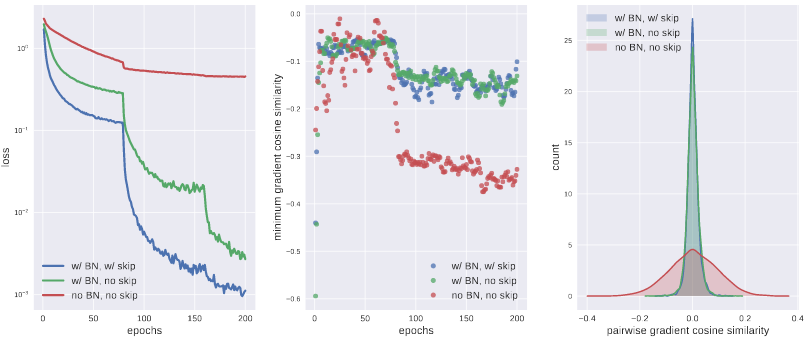 10⁰
10⁻¹
10⁻²
10⁻³
0 50 100 150 200
loss
epochs
w/ BN, w/ skip
w/ BN, no skip
no BN, no skip
0.0
−0.1
−0.2
−0.3
−0.4
−0.5
−0.6
0 50 100 150 200
minimum gradient cosine similarity
epochs
w/ BN, w/ skip
w/ BN, no skip
no BN, no skip
w/ BN, w/ skip
w/ BN, no skip
no BN, no skip
25
20
15
10
5
0
−0.4 −0.2 0.0 0.2 0.4
count
pairwise gradient cosine similarity